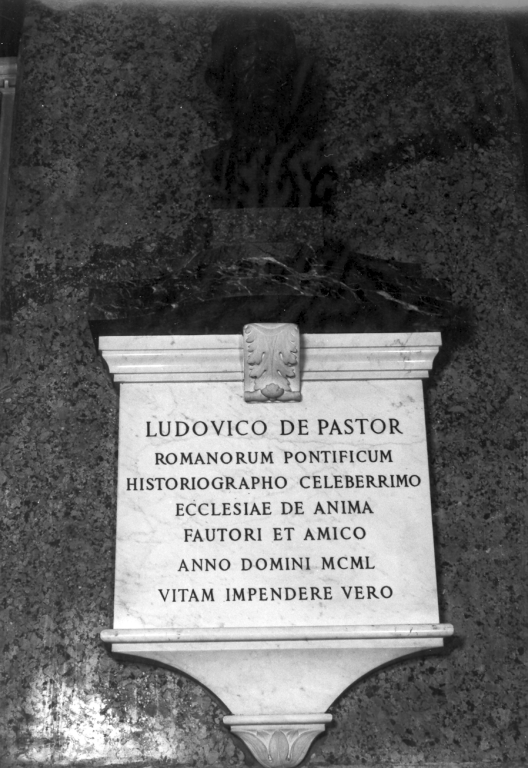 LUDOVICO DE PASTOR
ROMANORUM PONTIFICUM
HISTORIOGRAPHO CELEBERRIMO
ECCLESIAE DE ANIMA
FAUTORI ET AMICO
ANNO DOMINI MCML
VITAM IMPENDERE VERO